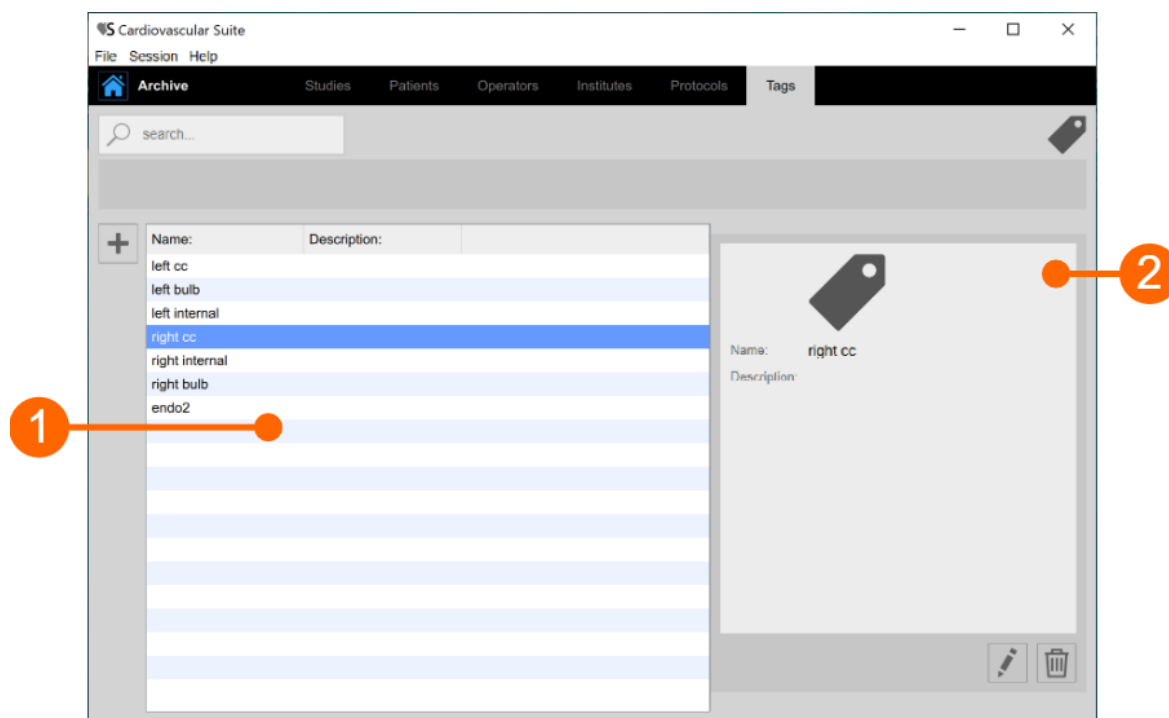 VS Cardiovascular Suite
File Session Help
Archive Studies Patients Operators Institutes Protocols Tags
search...
Name: Description:
left cc
left bulb
left internal
right cc
right internal
right bulb
endo2
Name: right cc
Description:
1
2